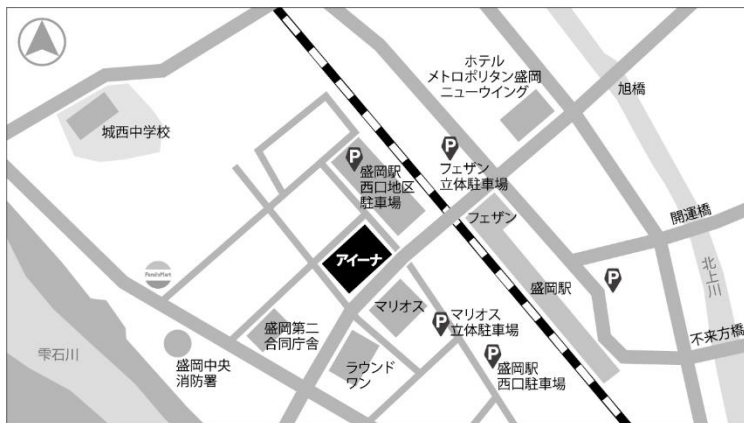 ホテル
メトロポリタン盛岡
ニューウイング
旭橋
城西中学校
P
盛岡駅
西口地区
駐車場
P
フェザン
立体駐車場
フェザン
開運橋
アイーナ
北上川
FamilyMart
マリオス
盛岡駅
P
P
マリオス
立体駐車場
不来方橋
盛岡第二
合同庁舎
雫石川
盛岡中央
消防署
ラウンド
ワン
P
盛岡駅
西口駐車場